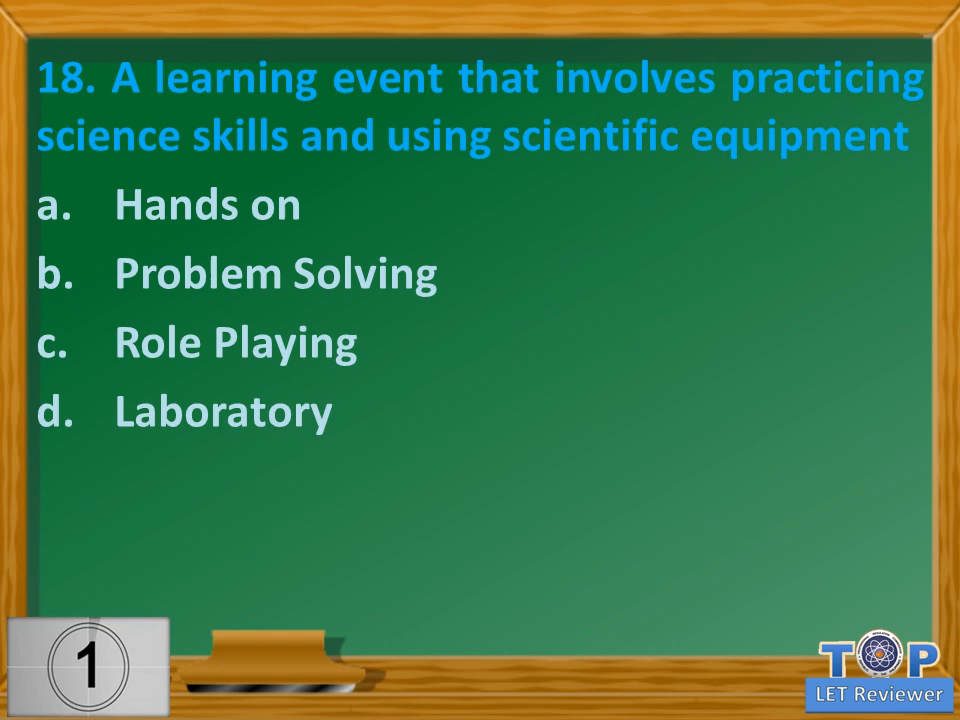 18. A learning event that involves practicing
science skills and using scientific equipment
a. Hands on
b. Problem Solving
c. Role Playing
d. Laboratory
1
TOP
LET Reviewer